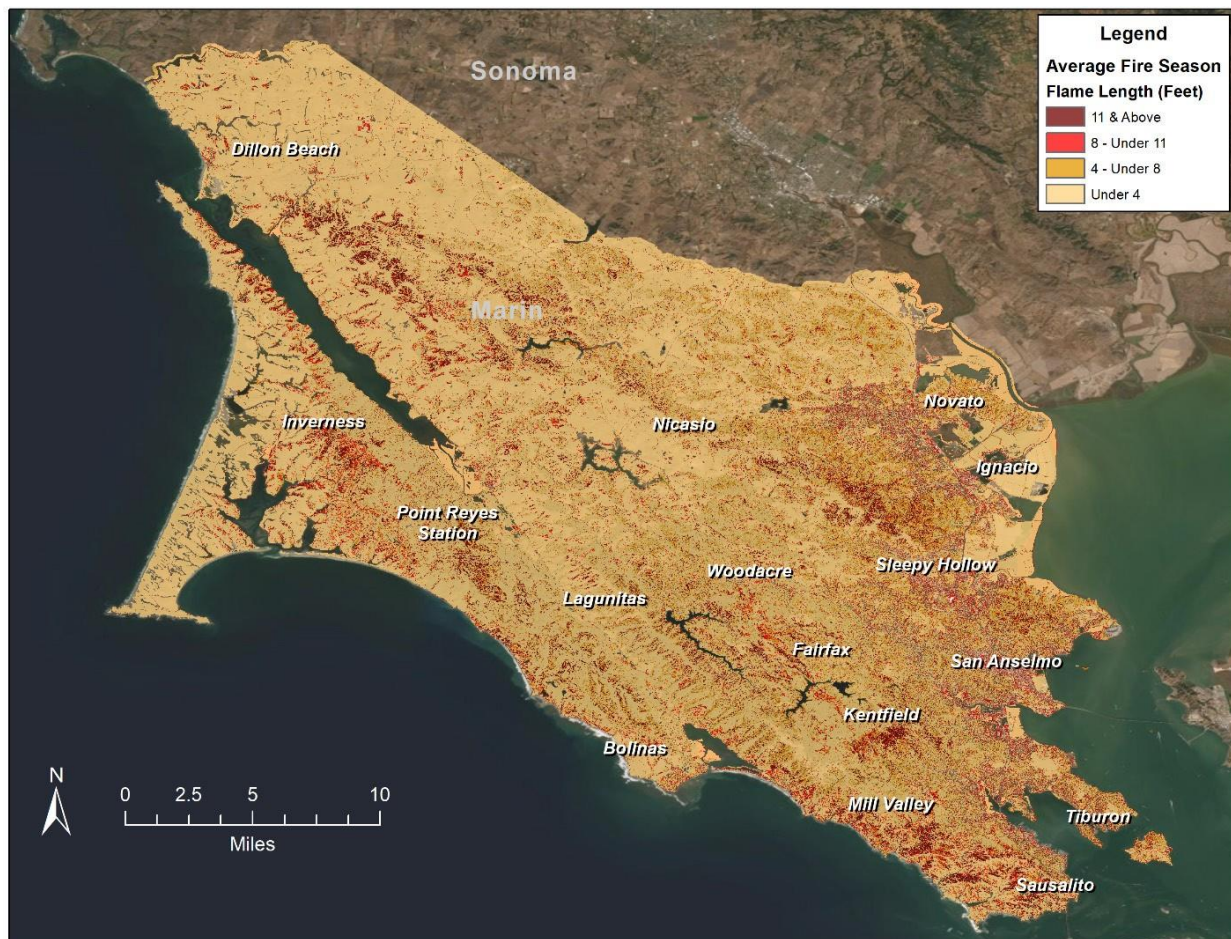 Legend
Average Fire Season
Flame Length (Feet)
11 & Above
8 - Under 11
4 - Under 8
Under 4
Sonoma
Dillon Beach
Marin
Inverness
Nicasio
Novato
Ignacio
Point Reyes
Station
Woodacre
Sleepy Hollow
Lagunitas
Fairfax
San Anselmo
Kentfield
Bolinas
Mill Valley
Tiburon
Sausalito
N
0 2.5 5 10
Miles